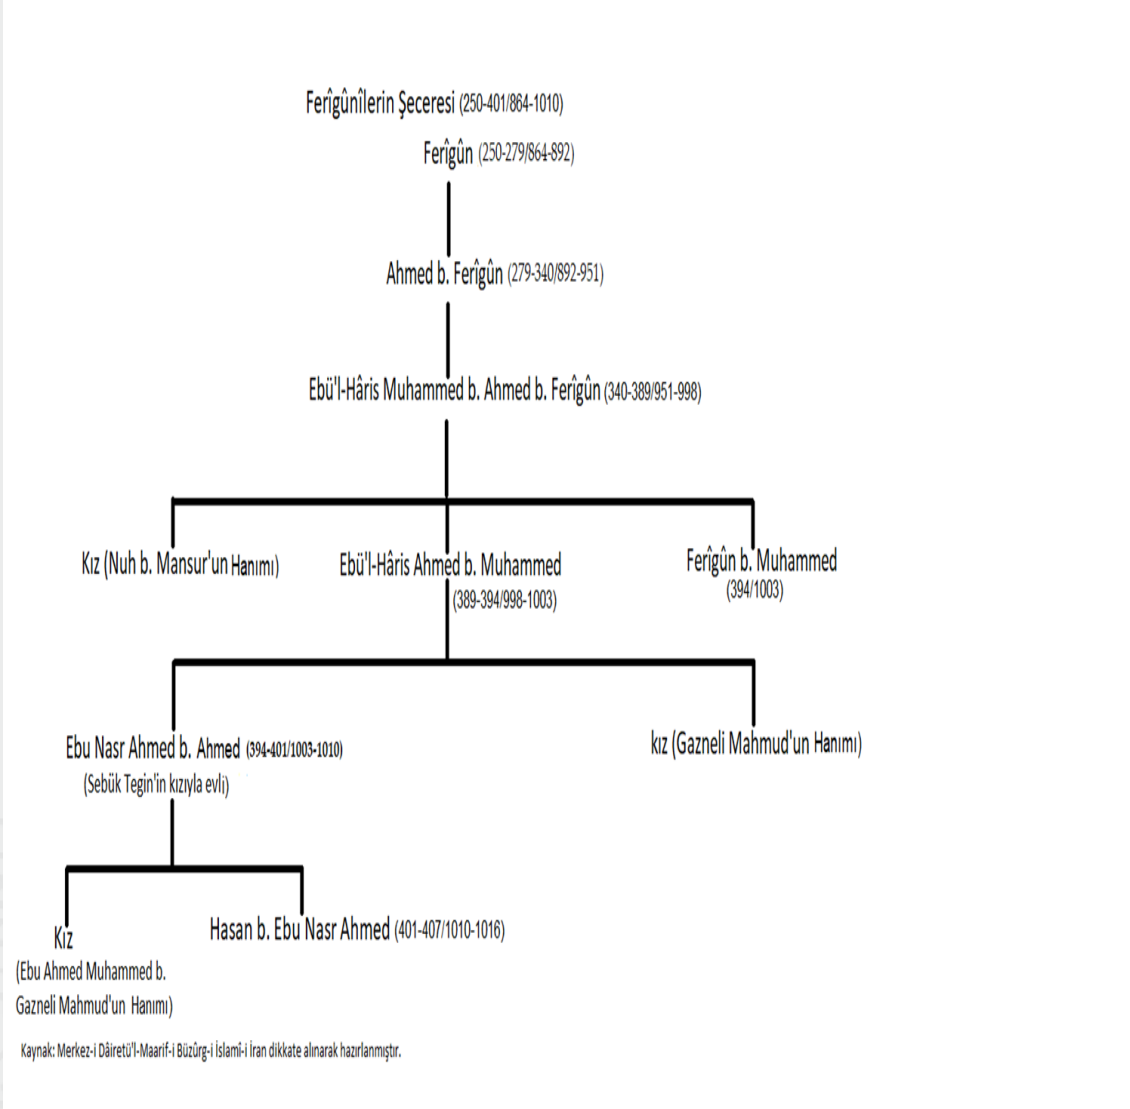 Ferîgûnîlerin Şeceresi (250-401/864-1010)
Ferîgûn (250-279/864-892)
Ahmed b. Ferîgûn (279-340/892-951)
Ebü'l-Hâris Muhammed b. Ahmed b. Ferîgûn (340-389/951-998)
Kız (Nuh b. Mansur'un Hanımı)
Ebü'l-Hâris Ahmed b. Muhammed
(389-394/998-1003)
Ferîgûn b. Muhammed
(394/1003)
Ebu Nasr Ahmed b. Ahmed (394-401/1003-1010)
(Sebük Tegin'in kızıyla evli)
kız (Gazneli Mahmud'un Hanımı)
Kız
(Ebu Ahmed Muhammed b.
Gazneli Mahmud'un Hanımı)
Hasan b. Ebu Nasr Ahmed (401-407/1010-1016)
Kaynak: Merkez-i Dâiretü'l-Maarif-i Büzûrg-i İslamî-i İran dikkate alınarak hazırlanmıştır.